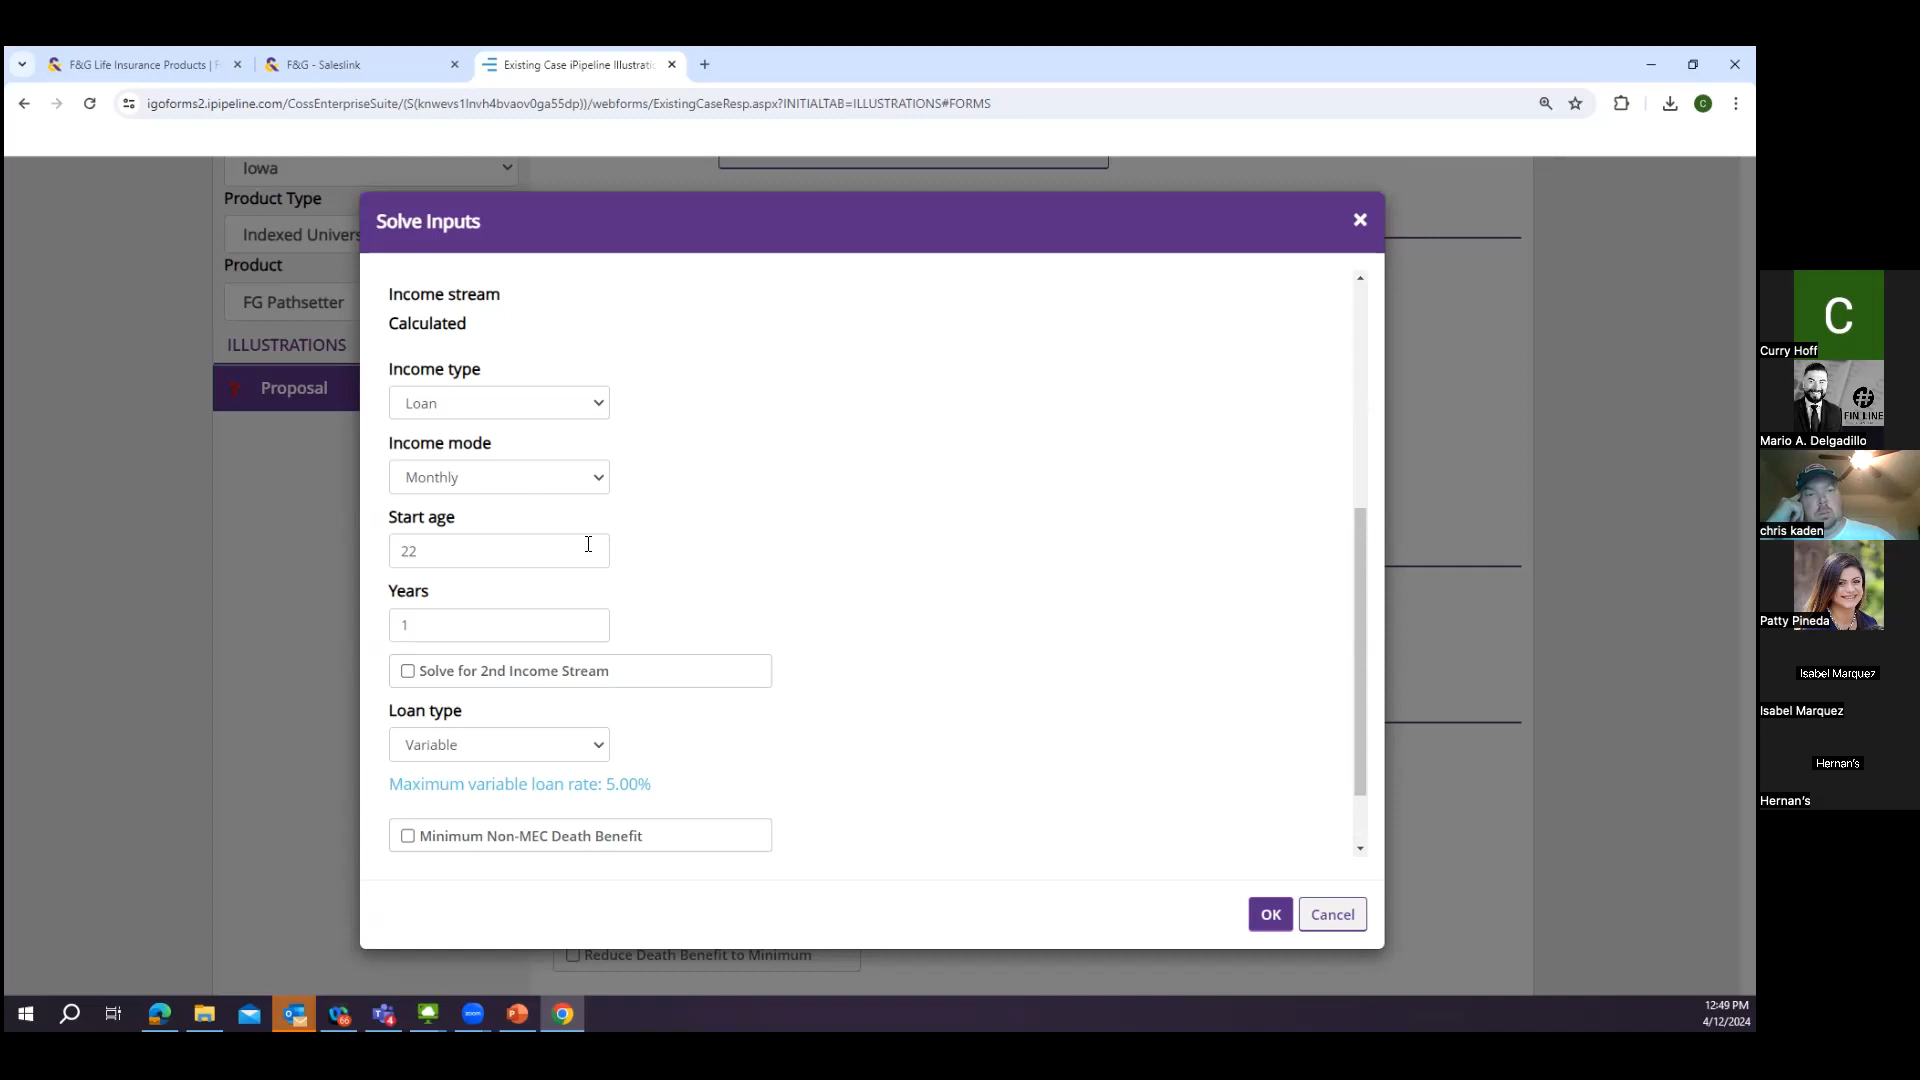 F&G Life Insurance Products | F
F&G - Saleslink
Existing Case iPipeline Illustratio
igoforms2.ipipeline.com/CossEnterpriseSuite/(S(knwevs1lnvh4bvaov0ga55dp))/webforms/ExistingCaseResp.aspx?INITIALTAB=ILLUSTRATIONS#FORMS
C
Iowa
Product Type
Indexed Univers
Product
FG Pathsetter
ILLUSTRATIONS
? Proposal
Solve Inputs
Income stream
Calculated
Income type
Loan
Income mode
Monthly
Start age
22
Years
1
Solve for 2nd Income Stream
Loan type
Variable
Maximum variable loan rate: 5.00%
Minimum Non-MEC Death Benefit
OK
Cancel
Reduce Death Benefit to Minimum
C
Curry Hoff
#
FIN LINE
Mario A. Delgadillo
chris kaden
Patty Pineda
Isabel Marquez
Isabel Marquez
Hernan's
Hernan's
66
4
zoom
12:49 PM
4/12/2024